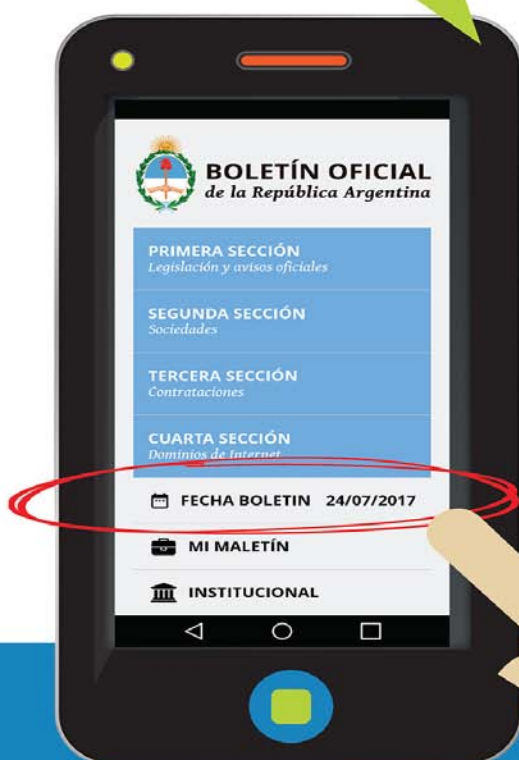 BOLETÍN OFICIAL
de la República Argentina
PRIMERA SECCIÓN
Legislación y avisos oficiales
SEGUNDA SECCIÓN
Sociedades
TERCERA SECCIÓN
Contrataciones
CUARTA SECCIÓN
Dominios de Internet
FECHA BOLETIN 24/07/2017
MI MALETÍN
INSTITUCIONAL